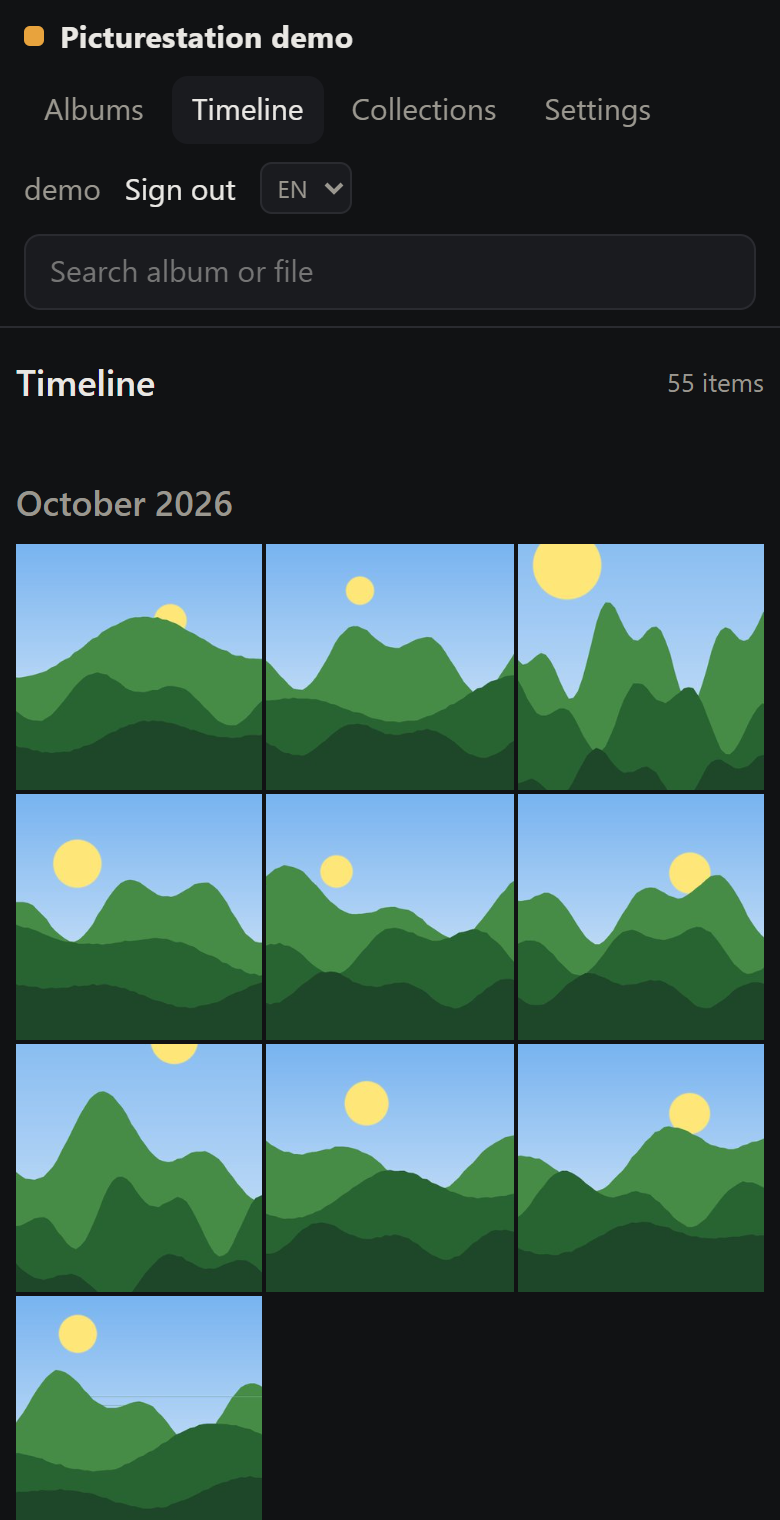 Picturestation demo
Albums Timeline Collections Settings
demo Sign out EN
Search album or file
Timeline 55 items
October 2026